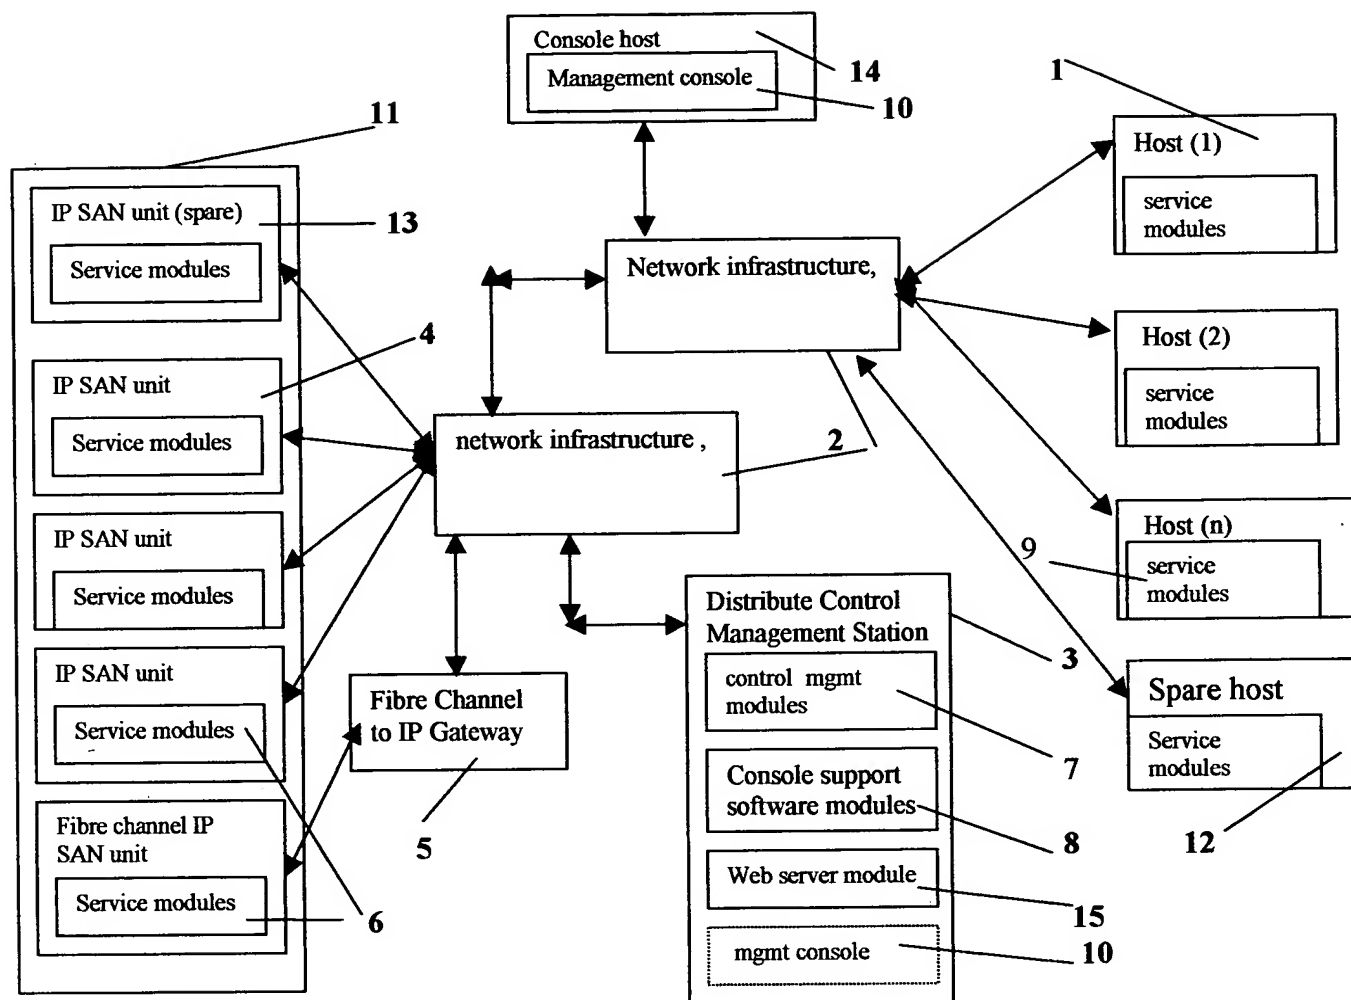 Console host
Management console
14
10
1
11
Host (1)
service
modules
IP SAN unit (spare)
13
Service modules
Network infrastructure,
4
Host (2)
service
modules
IP SAN unit
Service modules
network infrastructure ,
2
IP SAN unit
Service modules
Host (n)
9
service
modules
Distribute Control
Management Station
3
IP SAN unit
Service modules
Fibre Channel
to IP Gateway
5
control mgmt
modules
7
Spare host
Service
modules
12
Console support
software modules
8
Fibre channel IP
SAN unit
Service modules
6
Web server module
15
mgmt console
10